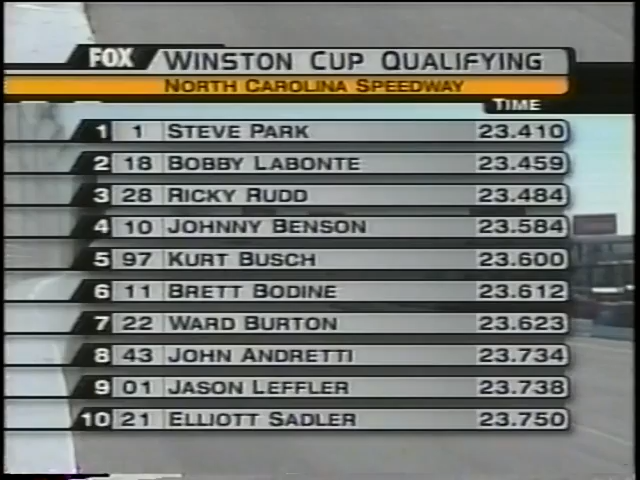 FOX WINSTON CUP QUALIFYING
NORTH CAROLINA SPEEDWAY
TIME
1 1 STEVE PARK 23.410
2 18 BOBBY LABONTE 23.459
3 28 RICKY RUDD 23.484
4 10 JOHNNY BENSON 23.584
5 97 KURT BUSCH 23.600
6 11 BRETT BODINE 23.612
7 22 WARD BURTON 23.623
8 43 JOHN ANDRETTI 23.734
9 01 JASON LEFFLER 23.738
10 21 ELLIOTT SADLER 23.750